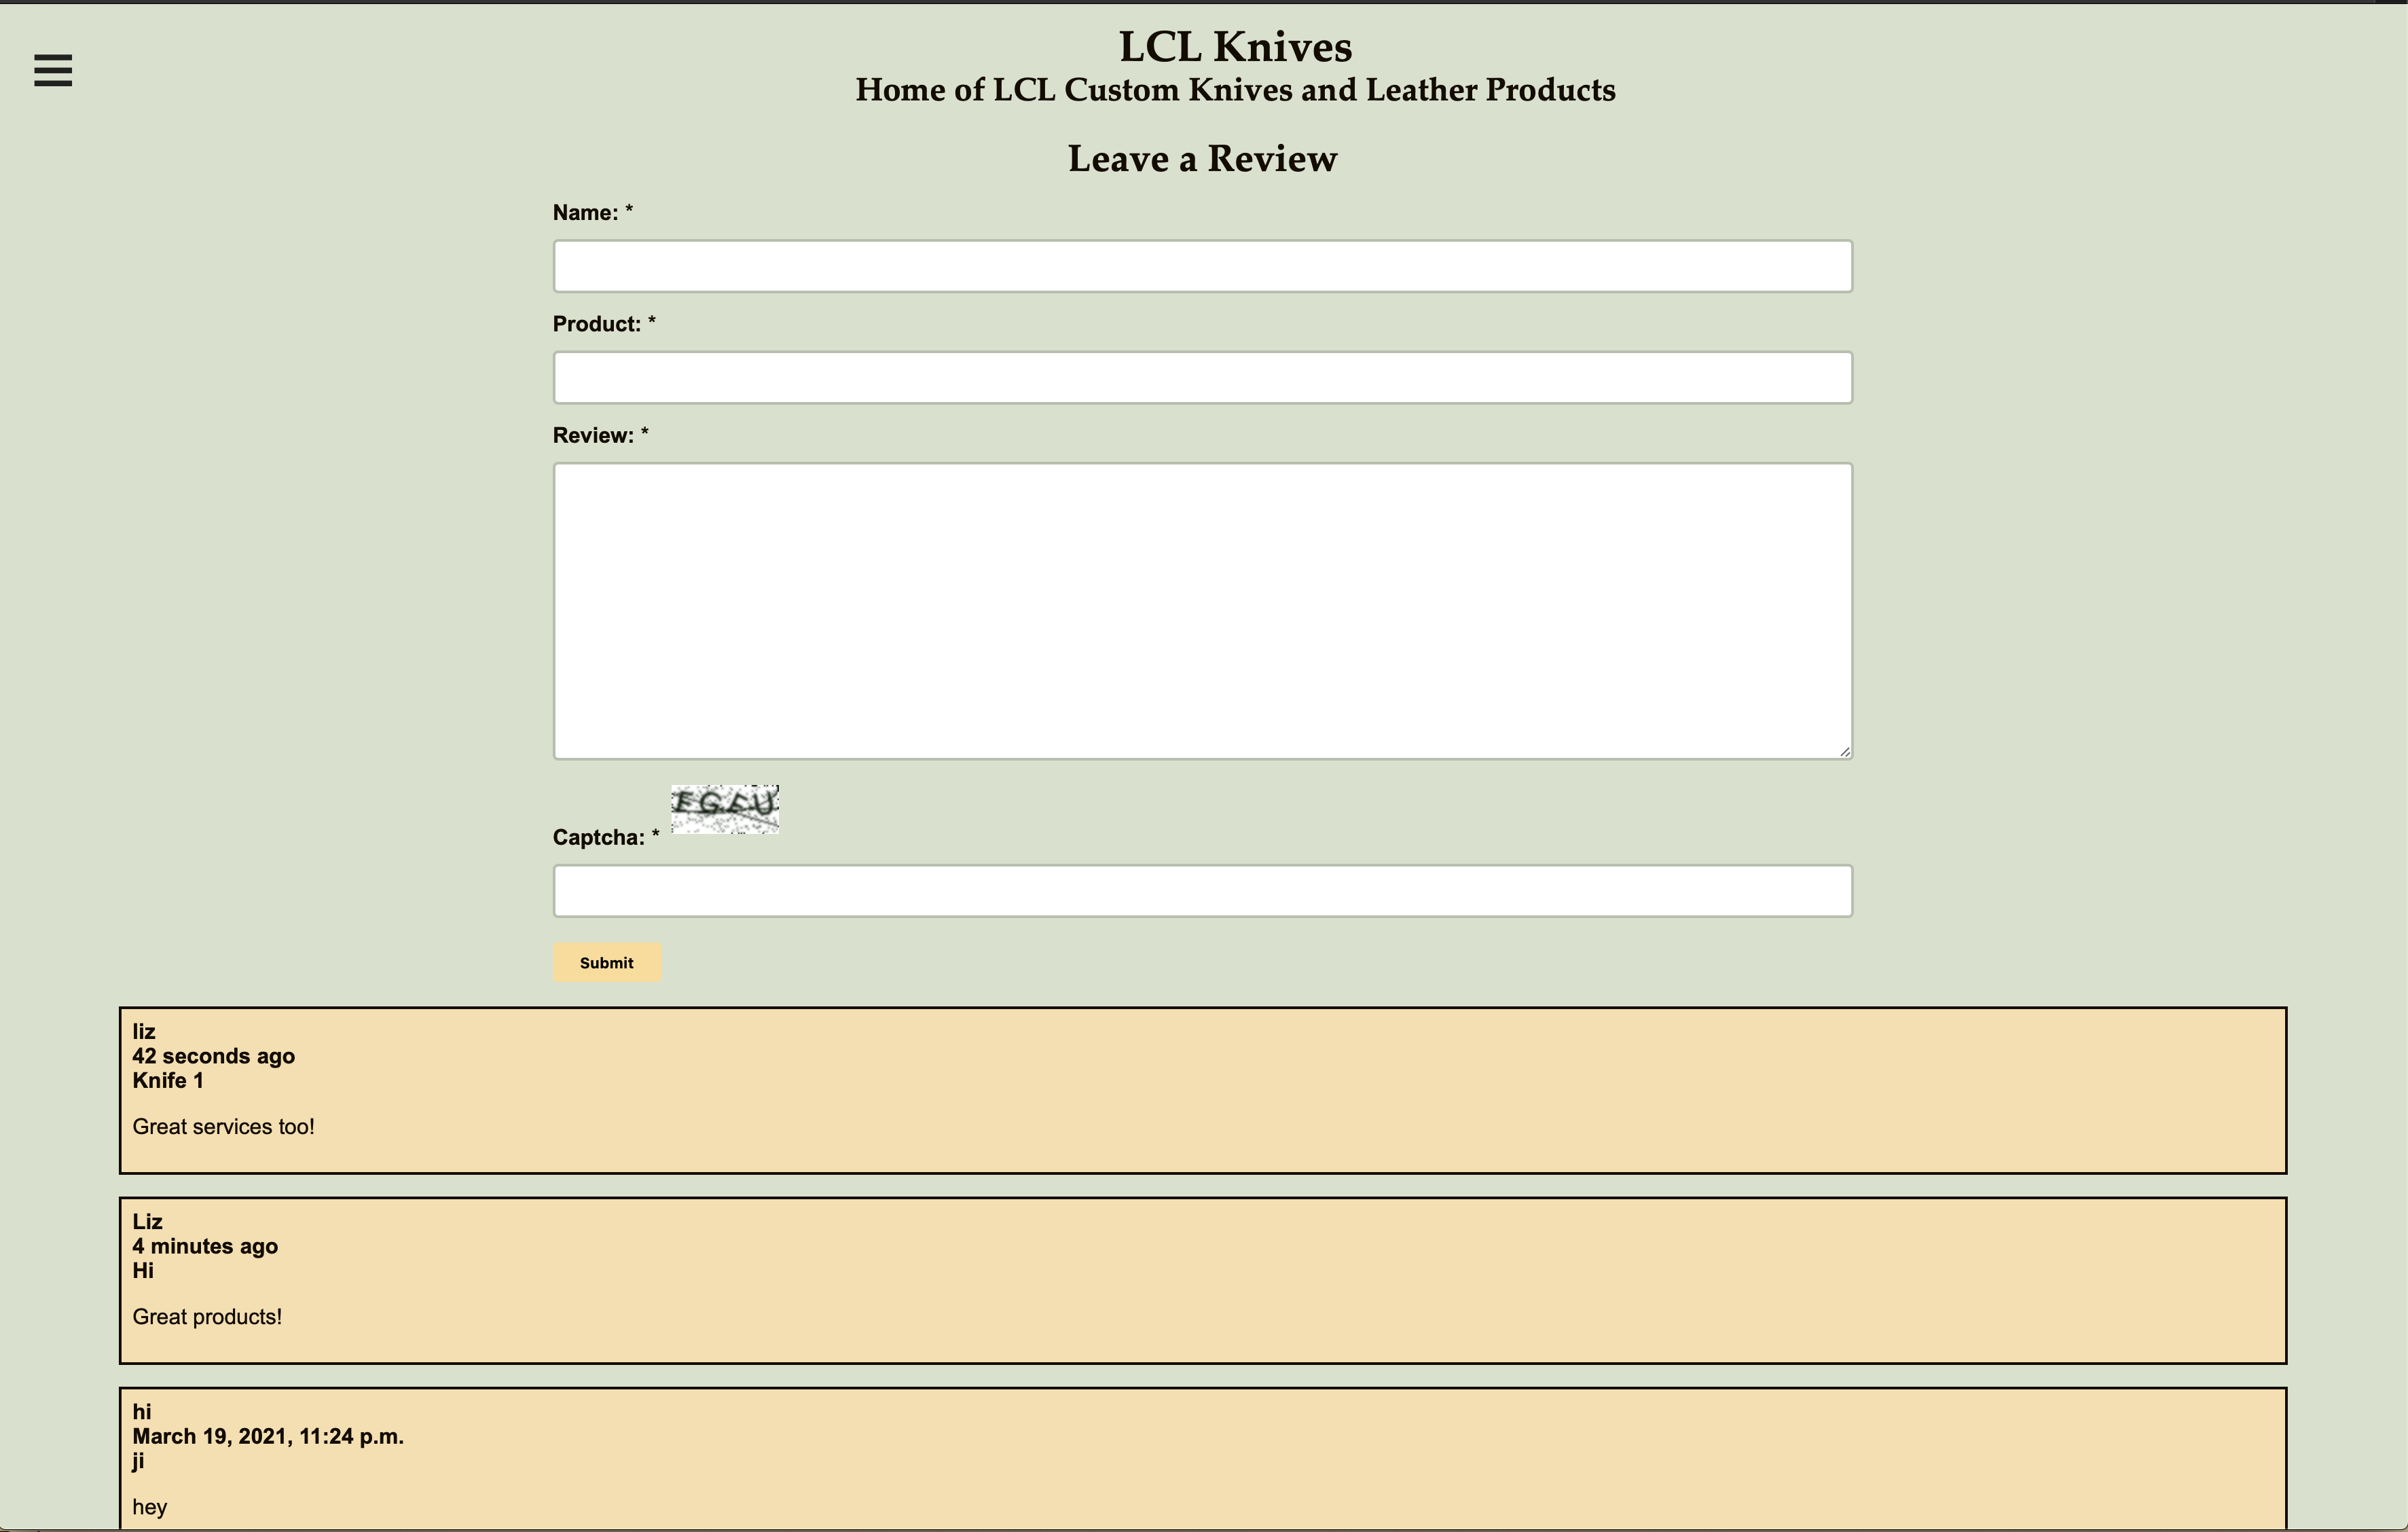 LCL Knives
Home of LCL Custom Knives and Leather Products
Leave a Review
Name: *
Product: *
Review: *
Captcha: *
Submit
liz
42 seconds ago
Knife 1
Great services too!
Liz
4 minutes ago
Hi
Great products!
hi
March 19, 2021, 11:24 p.m.
ji
hey